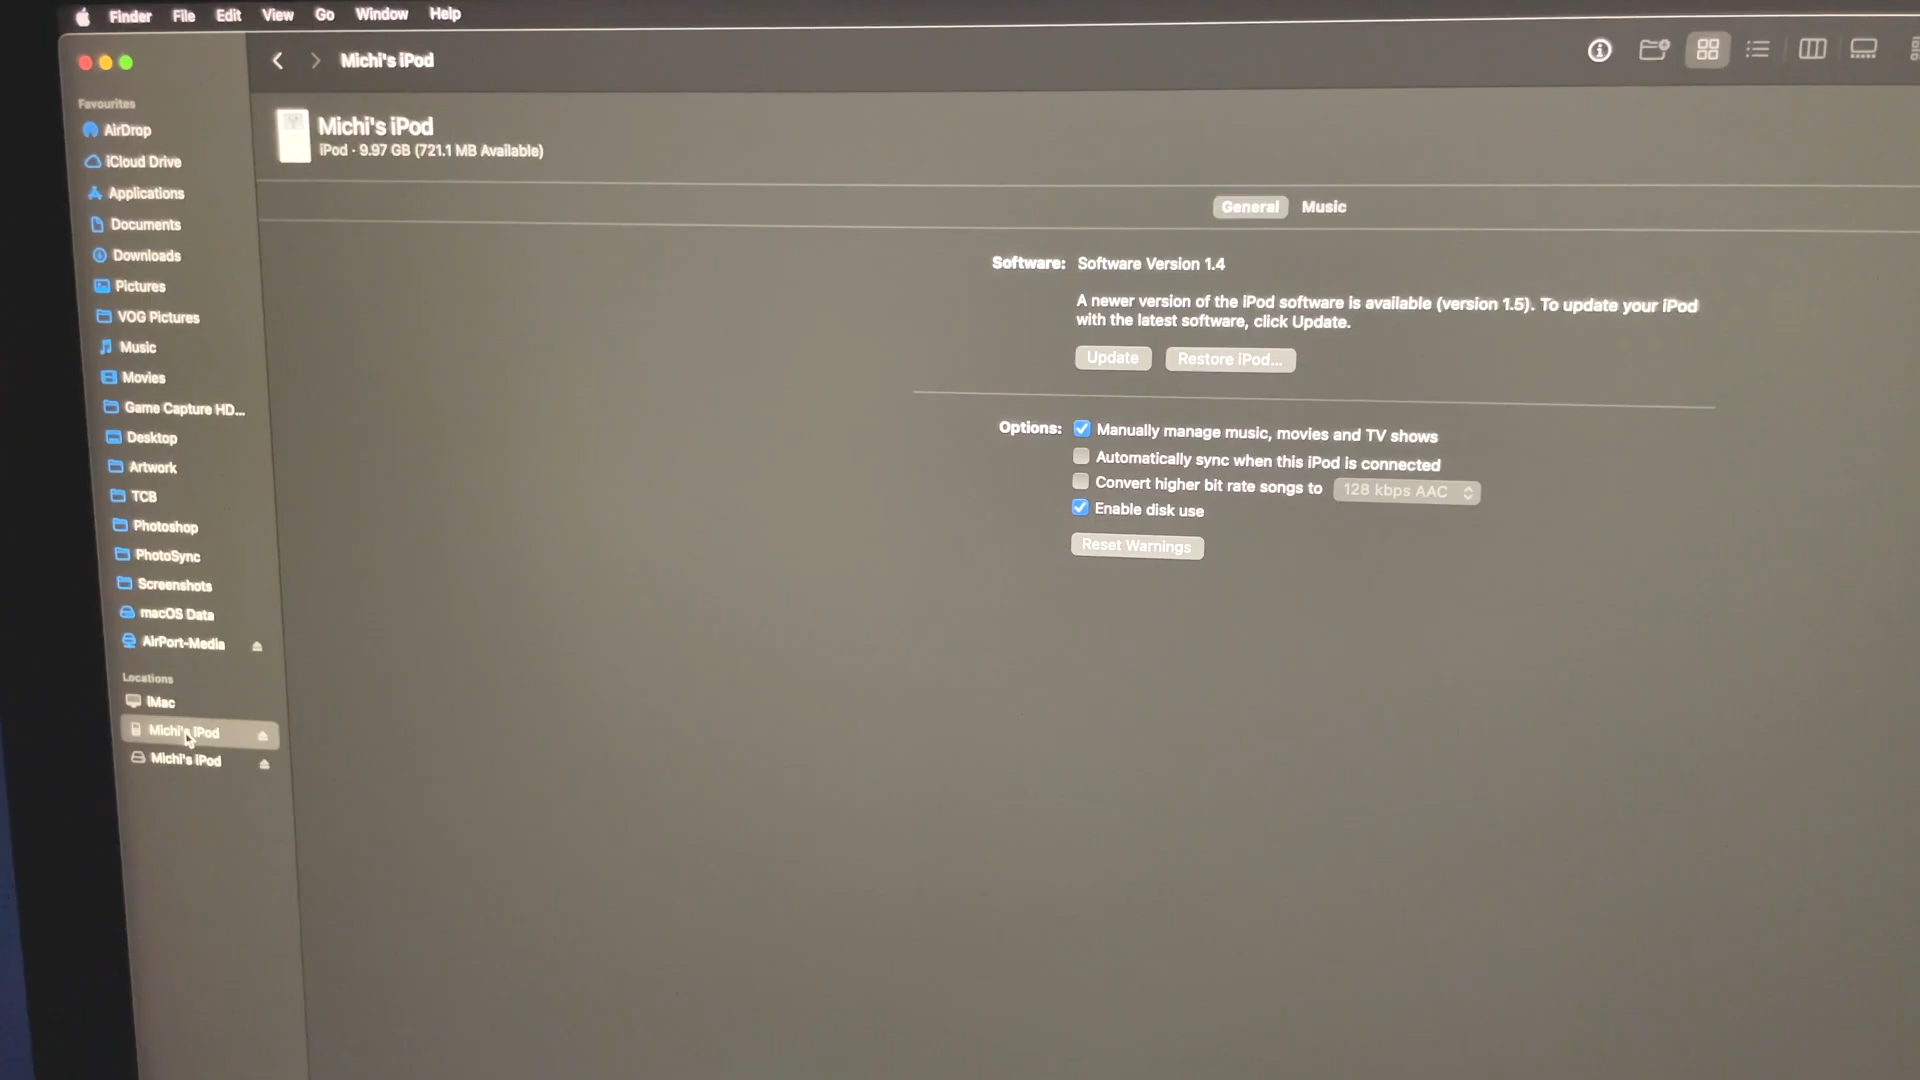 Finder File Edit View Go Window Help
Michi's iPod
Favourites
AirDrop
iCloud Drive
Applications
Documents
Downloads
Pictures
VOG Pictures
Music
Movies
Game Capture HD...
Desktop
Artwork
TCB
Photoshop
PhotoSync
Screenshots
macOS Data
AirPort-Media
Locations
iMac
Michi's iPod
Michi's iPod
Michi's iPod
iPod · 9.97 GB (721.1 MB Available)
General Music
Software: Software Version 1.4
A newer version of the iPod software is available (version 1.5). To update your iPod
with the latest software, click Update.
Update Restore iPod...
Options: Manually manage music, movies and TV shows
Automatically sync when this iPod is connected
Convert higher bit rate songs to 128 kbps AAC
Enable disk use
Reset Warnings